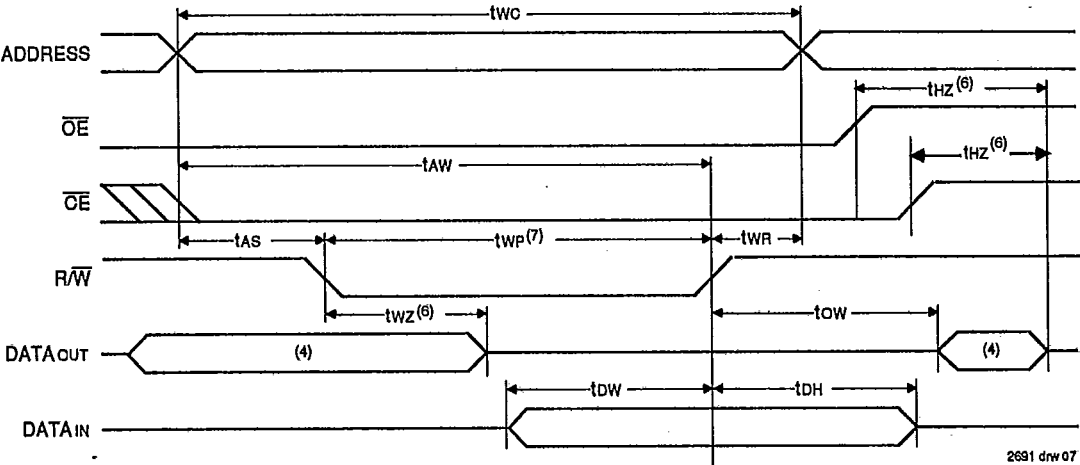 tWC
ADDRESS
tHZ(6)
OE
tAW
tHZ(6)
CE
tAS
tWP(7)
tWR
R/W
tWZ(6)
tOW
DATAOUT
(4)
(4)
tDW
tDH
DATAIN
2691 drw 07